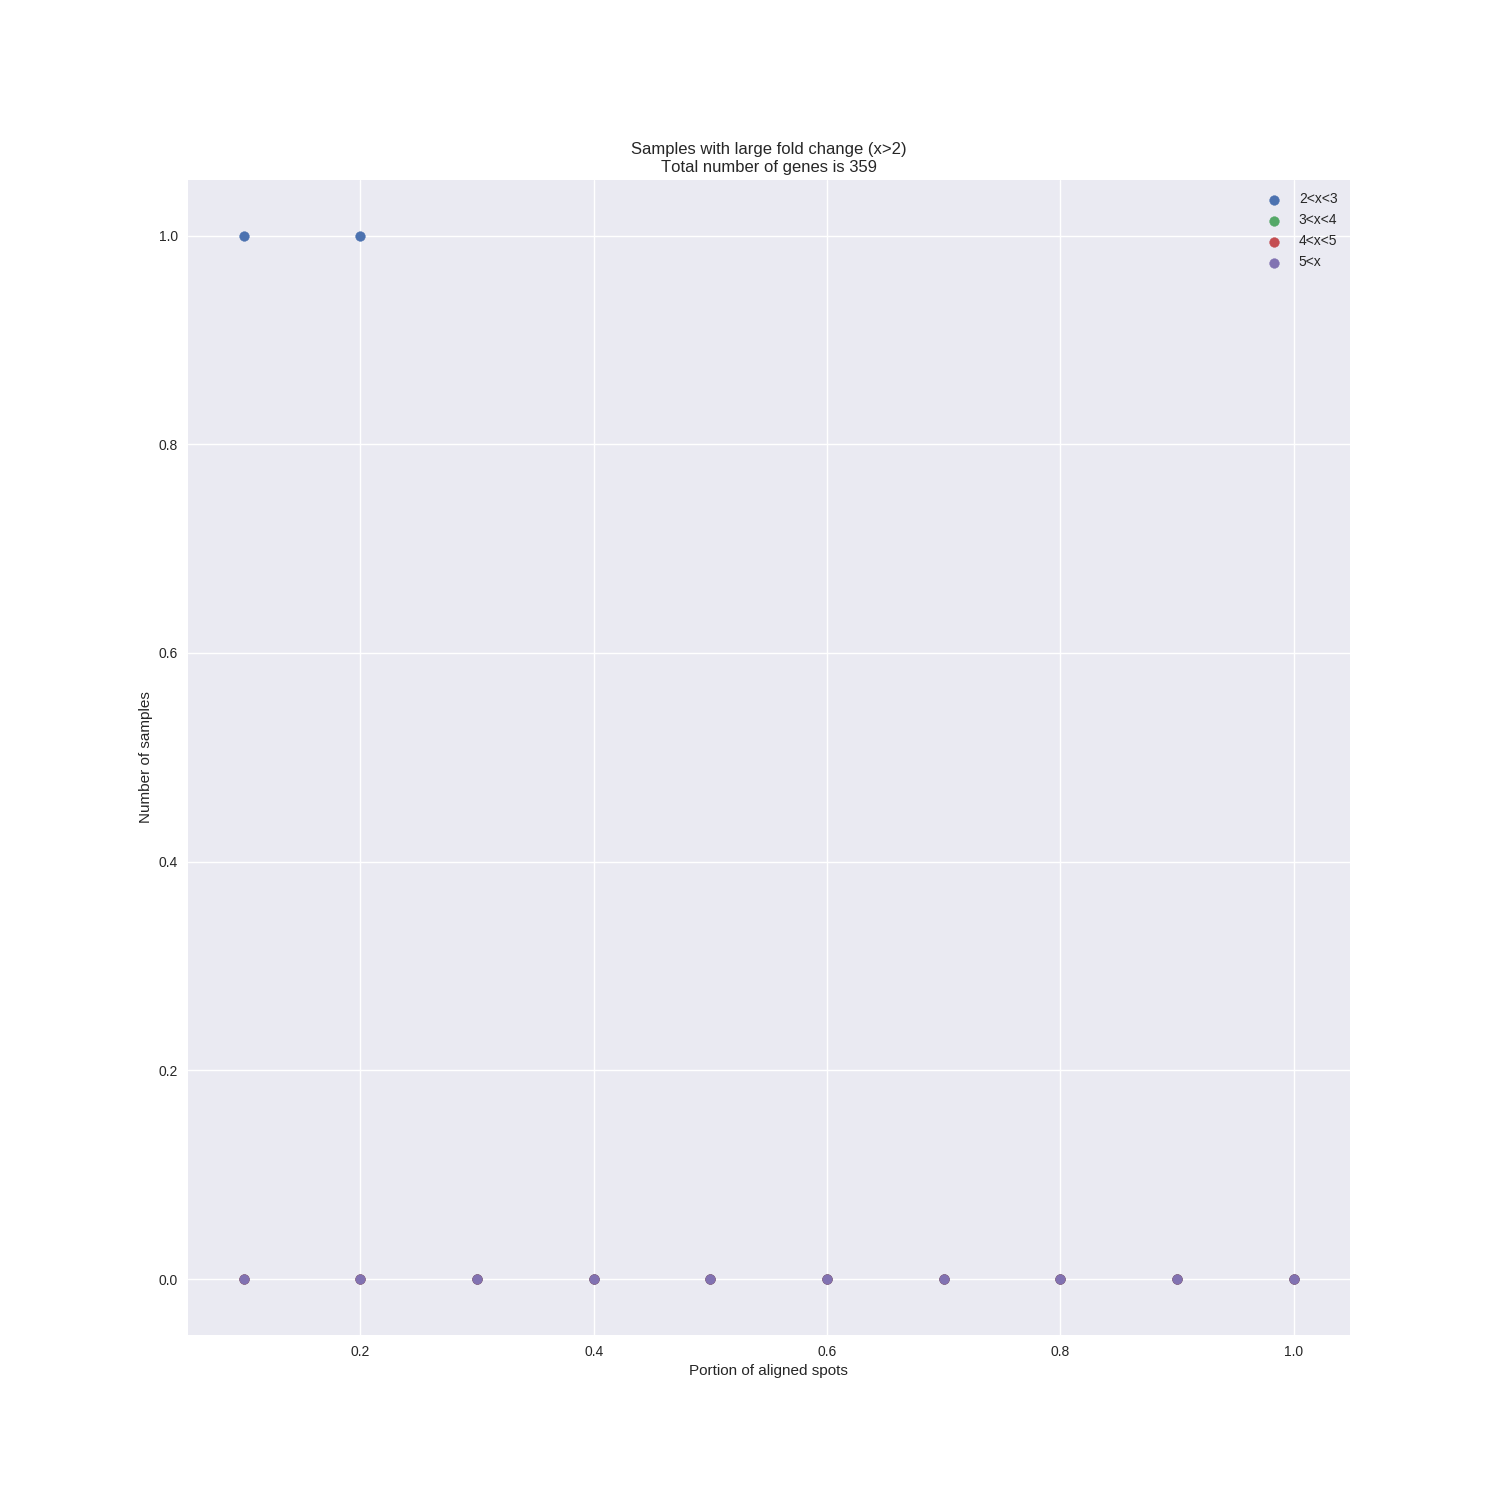 Samples with large fold change (x>2)
Total number of genes is 359
2<x<3
3<x<4
4<x<5
5<x
1.0
0.8
0.6
0.4
0.2
0.0
Number of samples
0.2 0.4 0.6 0.8 1.0
Portion of aligned spots